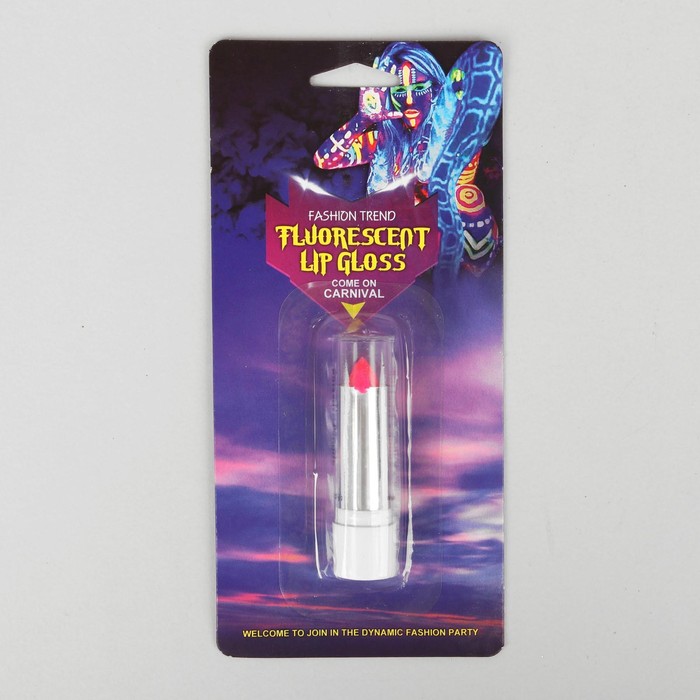 FASHION TREND
FLUORESCENT
LIP GLOSS
COME ON
CARNIVAL
WELCOME TO JOIN IN THE DYNAMIC FASHION PARTY